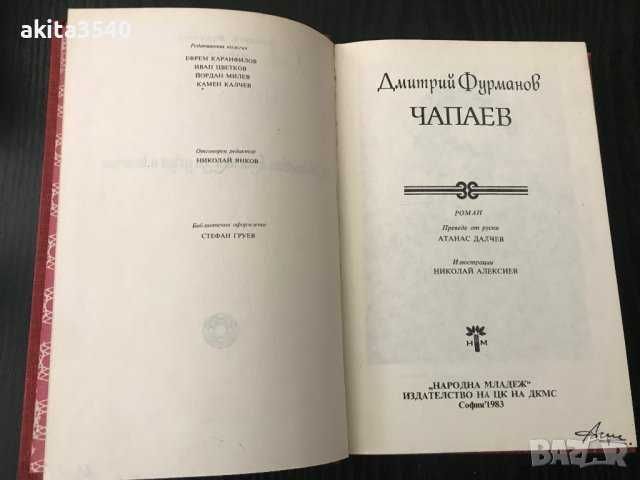 akita3540
Редакционна колегия
ЕФРЕМ КАРАНФИЛОВ
ИВАН ЦВЕТКОВ
ЙОРДАН МИЛЕВ
КАМЕН КАЛЧЕВ
Отговорен редактор
НИКОЛАЙ ЯНКОВ
Библиотечно оформление
СТЕФАН ГРУЕВ
Дмитрий Фурманов
ЧАПАЕВ
РОМАН
Преведе от руски
АТАНАС ДАЛЧЕВ
Илюстрации
НИКОЛАЙ АЛЕКСИЕВ
НМ
„НАРОДНА МЛАДЕЖ"
ИЗДАТЕЛСТВО НА ЦК НА ДКМС
София'1983
BAZAR